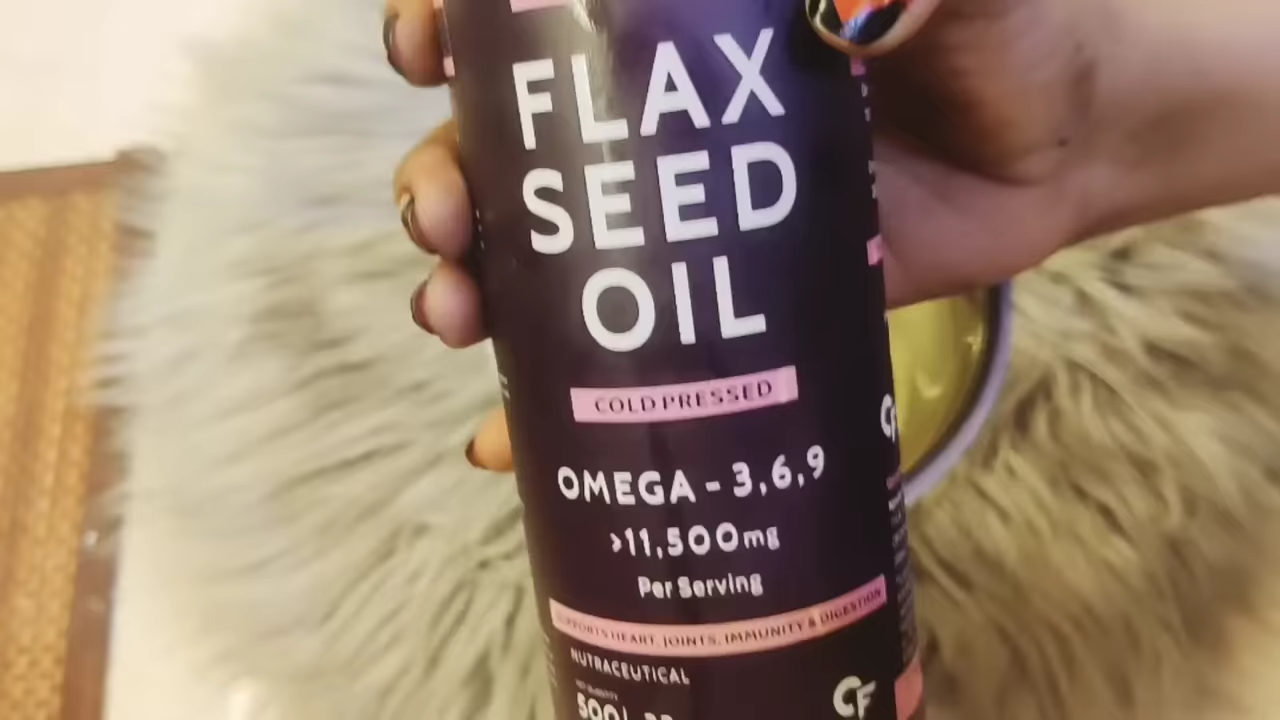 FLAX
SEED
OIL
COLD PRESSED
OMEGA - 3,6,9
>11,500mg
Per Serving
SUPPORTS HEART, JOINTS, IMMUNITY & DIGESTION
NUTRACEUTICAL
CF